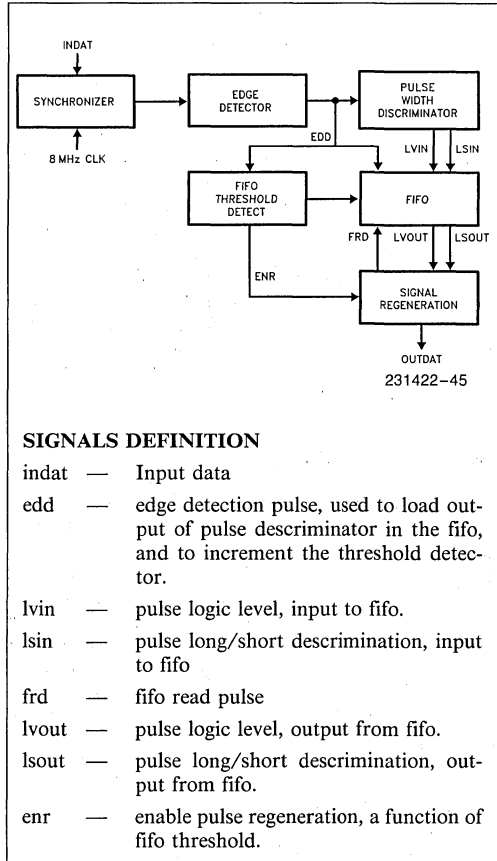 INDAT
SYNCHRONIZER
8 MHz CLK
EDGE
DETECTOR
PULSE
WIDTH
DISCRIMINATOR
EDD
LVIN
LSIN
FIFO
THRESHOLD
DETECT
FIFO
FRD
LVOUT
LSOUT
ENR
SIGNAL
REGENERATION
OUTDAT
231422-45
SIGNALS DEFINITION
indat — Input data
edd — edge detection pulse, used to load out-
put of pulse descriminator in the fifo,
and to increment the threshold detec-
tor.
lvin — pulse logic level, input to fifo.
lsin — pulse long/short descrimination, input
to fifo
frd — fifo read pulse
lvout — pulse logic level, output from fifo.
lsout — pulse long/short descrimination, out-
put from fifo.
enr — enable pulse regeneration, a function of
fifo threshold.